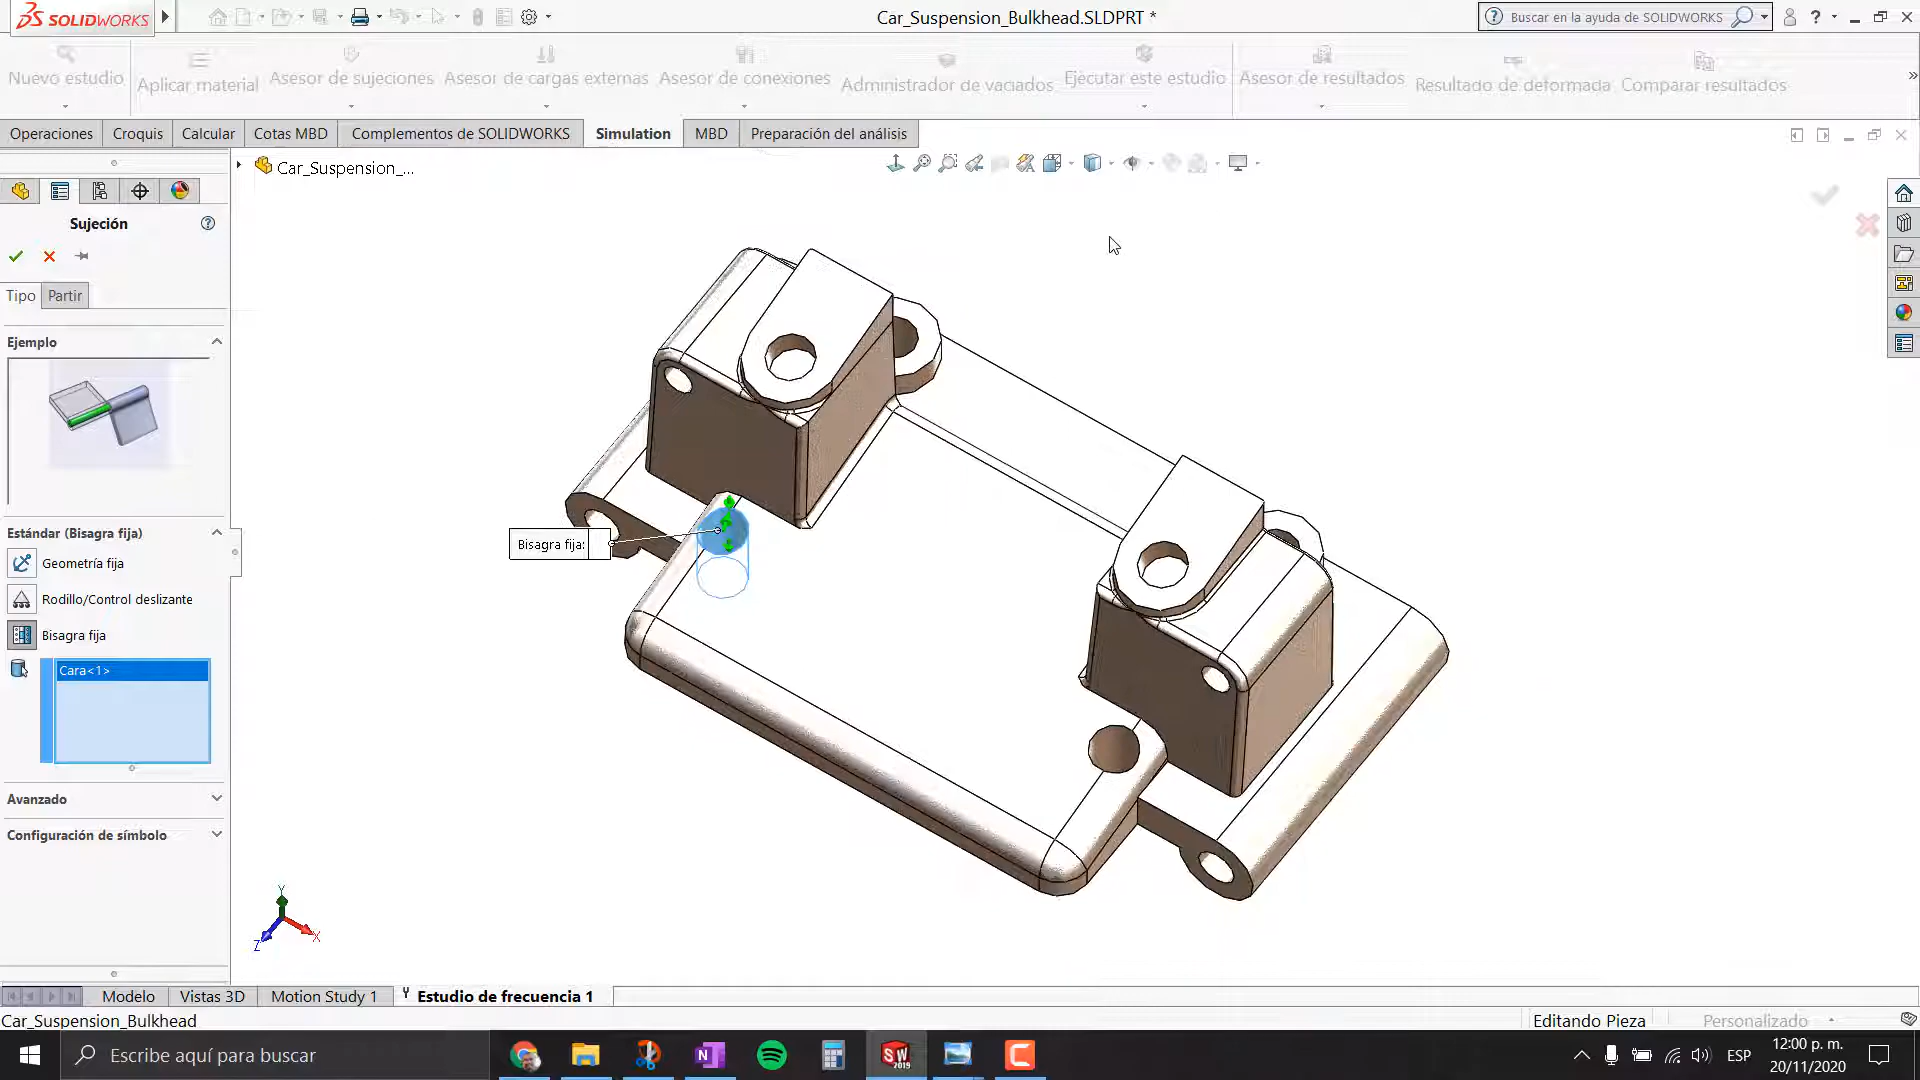 SOLIDWORKS
Car_Suspension_Bulkhead.SLDPRT *
Buscar en la ayuda de SOLIDWORKS
?
Nuevo estudio
Aplicar material
Asesor de sujeciones
Asesor de cargas externas
Asesor de conexiones
Administrador de vaciados
Ejecutar este estudio
Asesor de resultados
Resultado de deformada
Comparar resultados
Operaciones
Croquis
Calcular
Cotas MBD
Complementos de SOLIDWORKS
Simulation
MBD
Preparación del análisis
Car_Suspension_...
Sujeción
Tipo
Partir
Ejemplo
Estándar (Bisagra fija)
Geometría fija
Rodillo/Control deslizante
Bisagra fija
Cara<1>
Avanzado
Configuración de símbolo
Bisagra fija:
Y
X
Z
Modelo
Vistas 3D
Motion Study 1
Estudio de frecuencia 1
Car_Suspension_Bulkhead
Editando Pieza
Personalizado
Escribe aquí para buscar
SW
2019
ESP
12:00 p. m.
20/11/2020